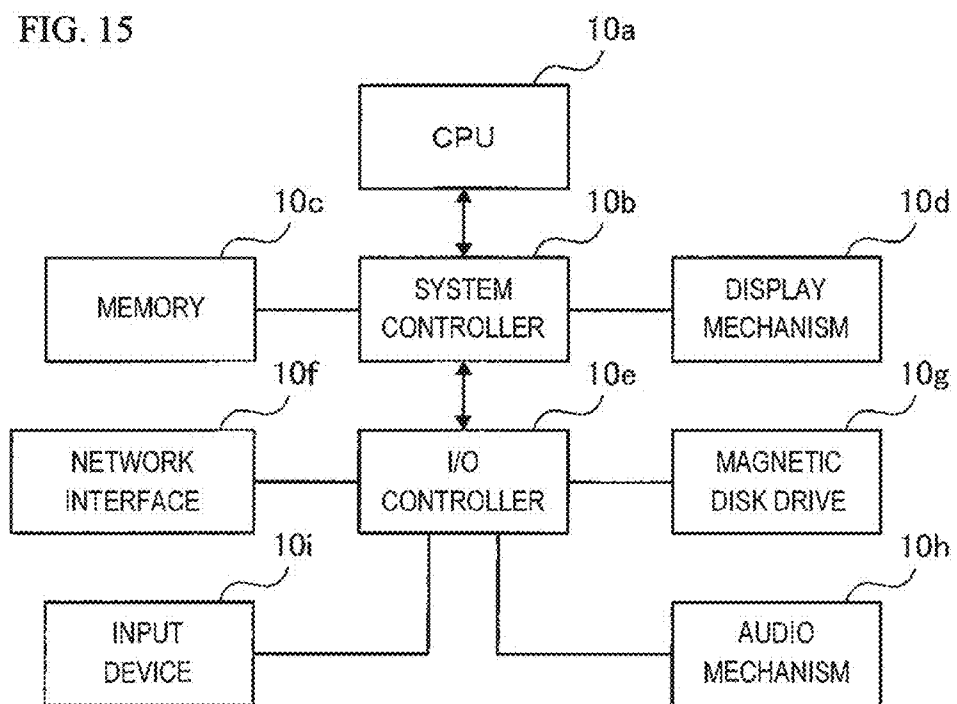 FIG. 15
10a
CPU
10c
10b
10d
MEMORY
SYSTEM
CONTROLLER
DISPLAY
MECHANISM
10f
10e
10g
NETWORK
INTERFACE
I/O
CONTROLLER
MAGNETIC
DISK DRIVE
10i
10h
INPUT
DEVICE
AUDIO
MECHANISM